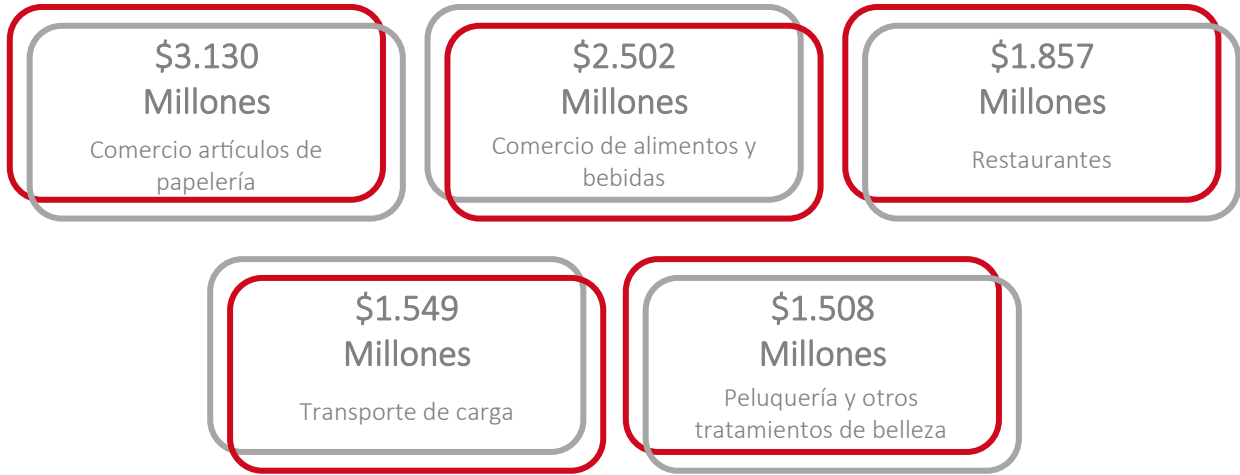 $3.130
Millones
Comercio artículos de
papelería
$2.502
Millones
Comercio de alimentos y
bebidas
$1.857
Millones
Restaurantes
$1.549
Millones
Transporte de carga
$1.508
Millones
Peluquería y otros
tratamientos de belleza